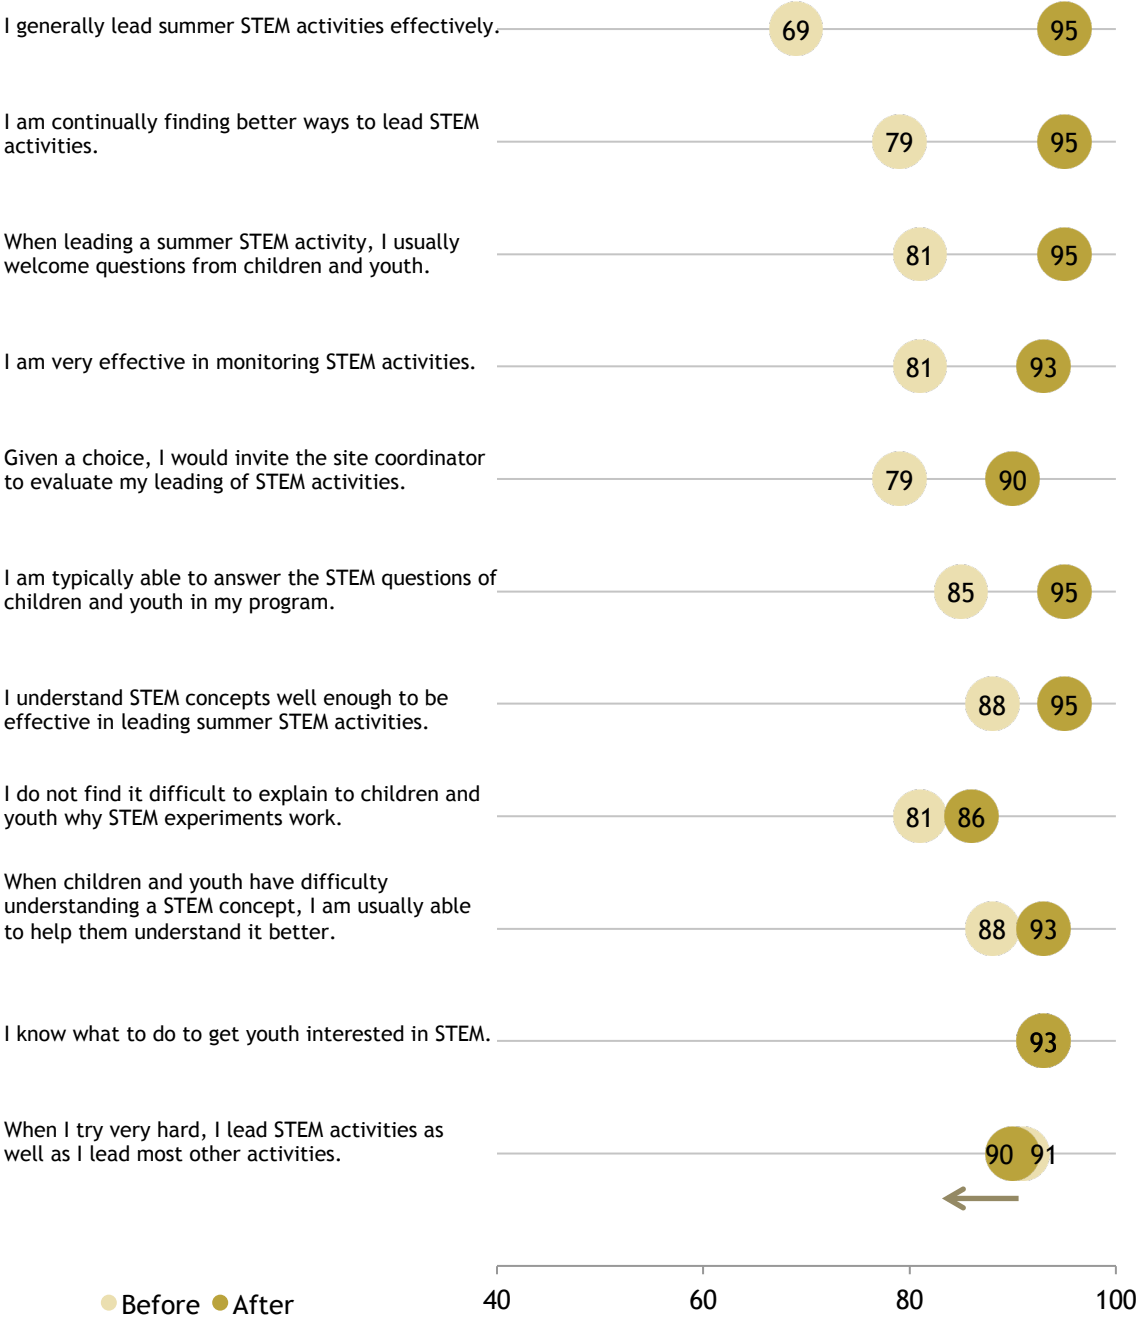 I generally lead summer STEM activities effectively.
69 95
I am continually finding better ways to lead STEM
activities.
79 95
When leading a summer STEM activity, I usually
welcome questions from children and youth.
81 95
I am very effective in monitoring STEM activities.
81 93
Given a choice, I would invite the site coordinator
to evaluate my leading of STEM activities.
79 90
I am typically able to answer the STEM questions of
children and youth in my program.
85 95
I understand STEM concepts well enough to be
effective in leading summer STEM activities.
88 95
I do not find it difficult to explain to children and
youth why STEM experiments work.
81 86
When children and youth have difficulty
understanding a STEM concept, I am usually able
to help them understand it better.
88 93
I know what to do to get youth interested in STEM.
93
When I try very hard, I lead STEM activities as
well as I lead most other activities.
90 91
Before After
40 60 80 100